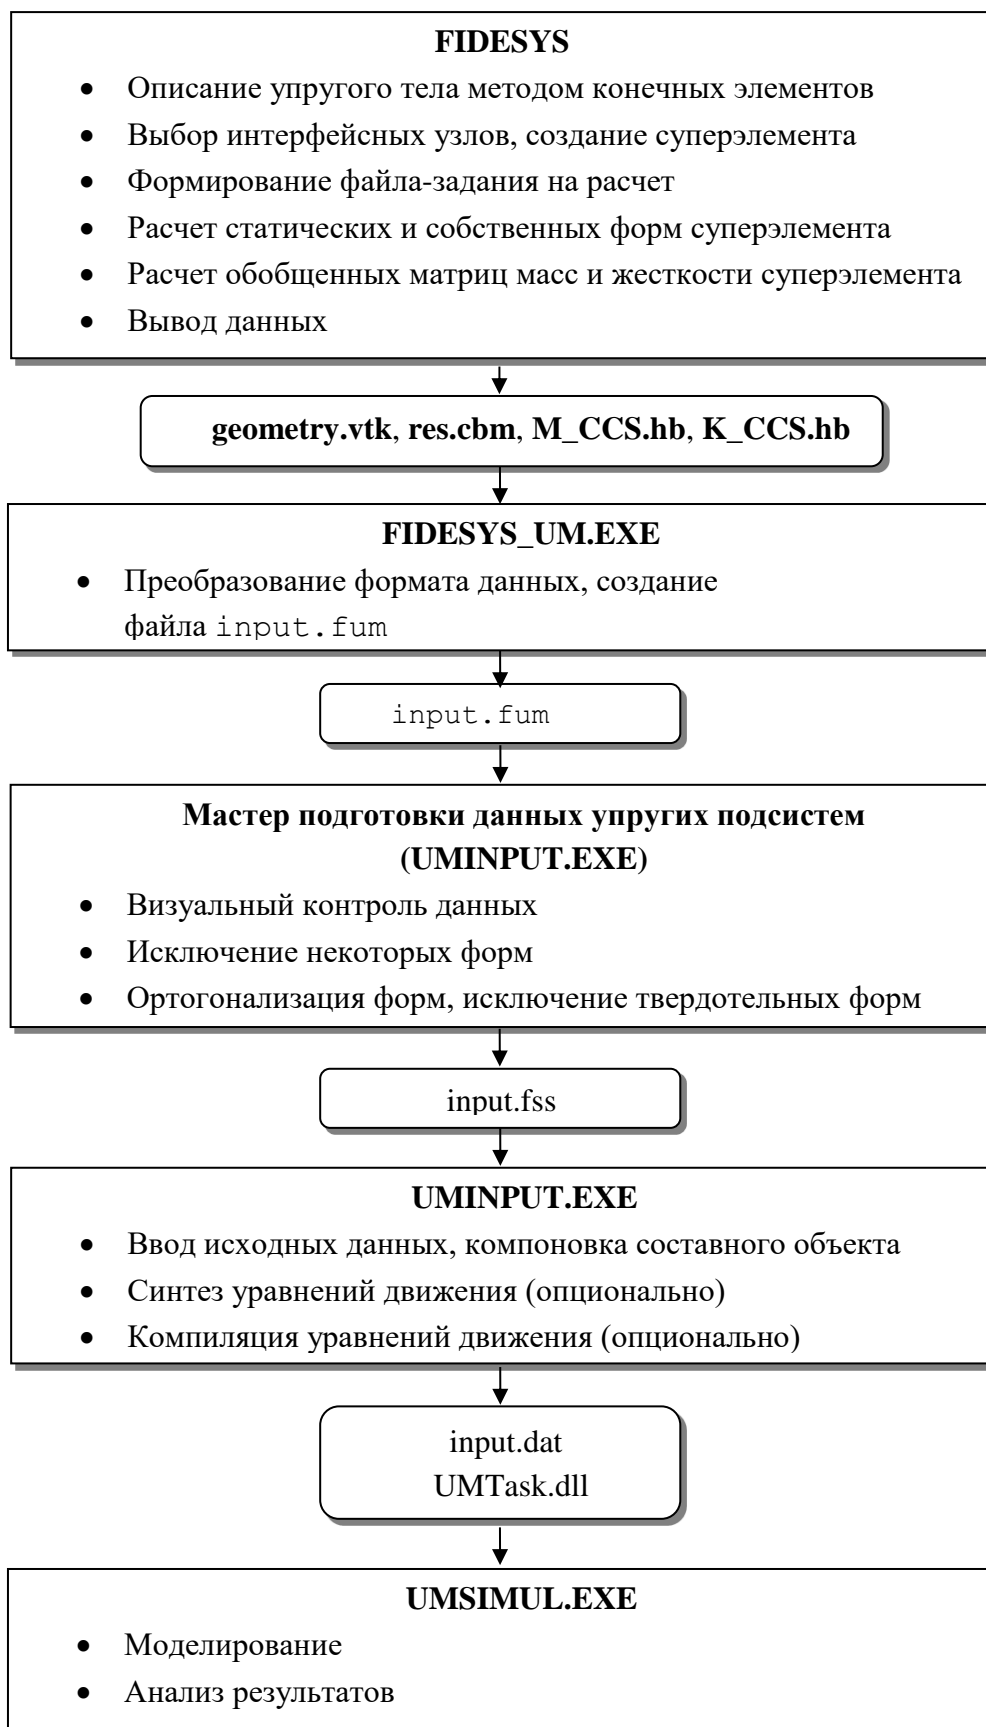 FIDESYS
• Описание упругого тела методом конечных элементов
• Выбор интерфейсных узлов, создание суперэлемента
• Формирование файла-задания на расчет
• Расчет статических и собственных форм суперэлемента
• Расчет обобщенных матриц масс и жесткости суперэлемента
• Вывод данных
geometry.vtk, res.cbm, M_CCS.hb, K_CCS.hb
FIDESYS_UM.EXE
• Преобразование формата данных, создание
файла input.fum
input.fum
Мастер подготовки данных упругих подсистем
(UMINPUT.EXE)
• Визуальный контроль данных
• Исключение некоторых форм
• Ортогонализация форм, исключение твердотельных форм
input.fss
UMINPUT.EXE
• Ввод исходных данных, компоновка составного объекта
• Синтез уравнений движения (опционально)
• Компиляция уравнений движения (опционально)
input.dat
UMTask.dll
UMSIMUL.EXE
• Моделирование
• Анализ результатов